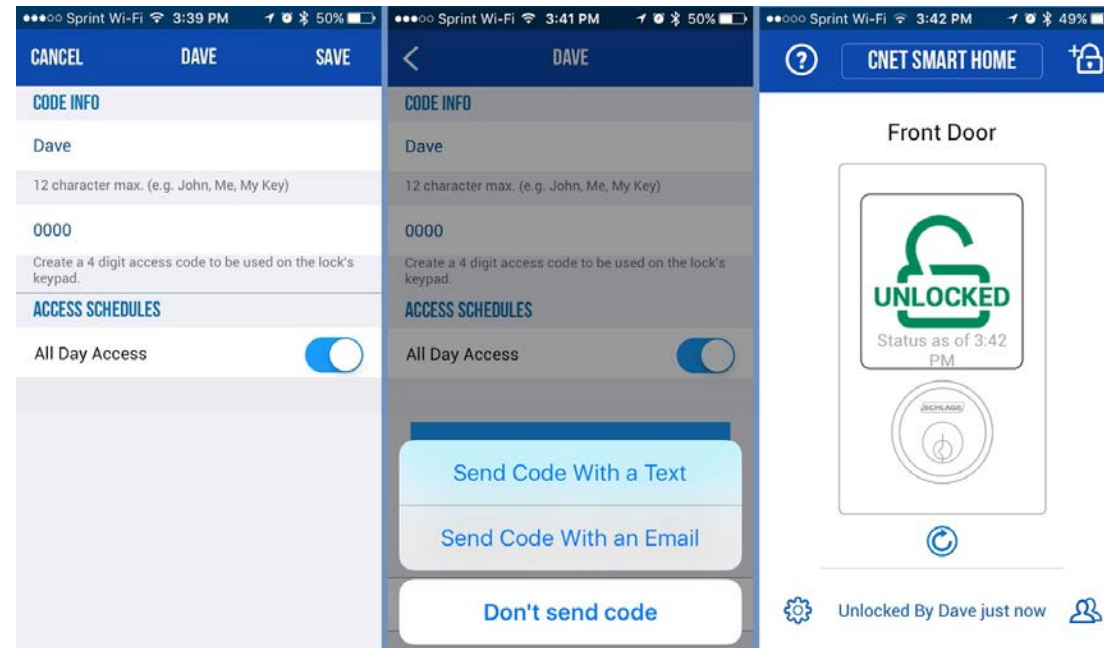 Sprint Wi-Fi 3:39 PM 50%
CANCEL DAVE SAVE
CODE INFO
Dave
12 character max. (e.g. John, Me, My Key)
0000
Create a 4 digit access code to be used on the lock's
keypad.
ACCESS SCHEDULES
All Day Access
Sprint Wi-Fi 3:41 PM 50%
DAVE
CODE INFO
Dave
12 character max. (e.g. John, Me, My Key)
0000
Create a 4 digit access code to be used on the lock's
keypad.
ACCESS SCHEDULES
All Day Access
Send Code With a Text
Send Code With an Email
Don't send code
Sprint Wi-Fi 3:42 PM 49%
CNET SMART HOME
Front Door
UNLOCKED
Status as of 3:42
PM
SCHLAGE
Unlocked By Dave just now